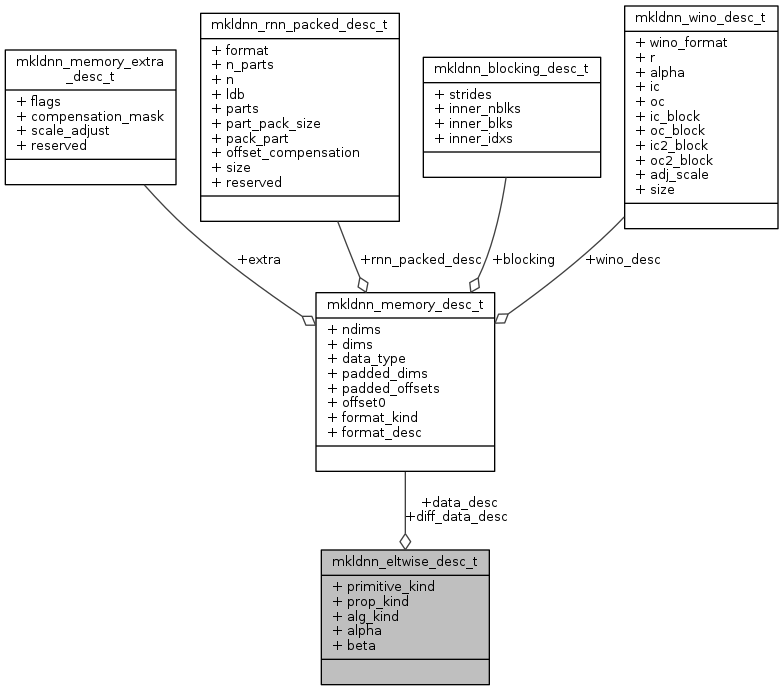 mkldnn_memory_extra
_desc_t
+ flags
+ compensation_mask
+ scale_adjust
+ reserved
mkldnn_rnn_packed_desc_t
+ format
+ n_parts
+ n
+ ldb
+ parts
+ part_pack_size
+ pack_part
+ offset_compensation
+ size
+ reserved
mkldnn_blocking_desc_t
+ strides
+ inner_nblks
+ inner_blks
+ inner_idxs
mkldnn_wino_desc_t
+ wino_format
+ r
+ alpha
+ ic
+ oc
+ ic_block
+ oc_block
+ ic2_block
+ oc2_block
+ adj_scale
+ size
+extra
+rnn_packed_desc
+blocking
+wino_desc
mkldnn_memory_desc_t
+ ndims
+ dims
+ data_type
+ padded_dims
+ padded_offsets
+ offset0
+ format_kind
+ format_desc
+data_desc
+diff_data_desc
mkldnn_eltwise_desc_t
+ primitive_kind
+ prop_kind
+ alg_kind
+ alpha
+ beta